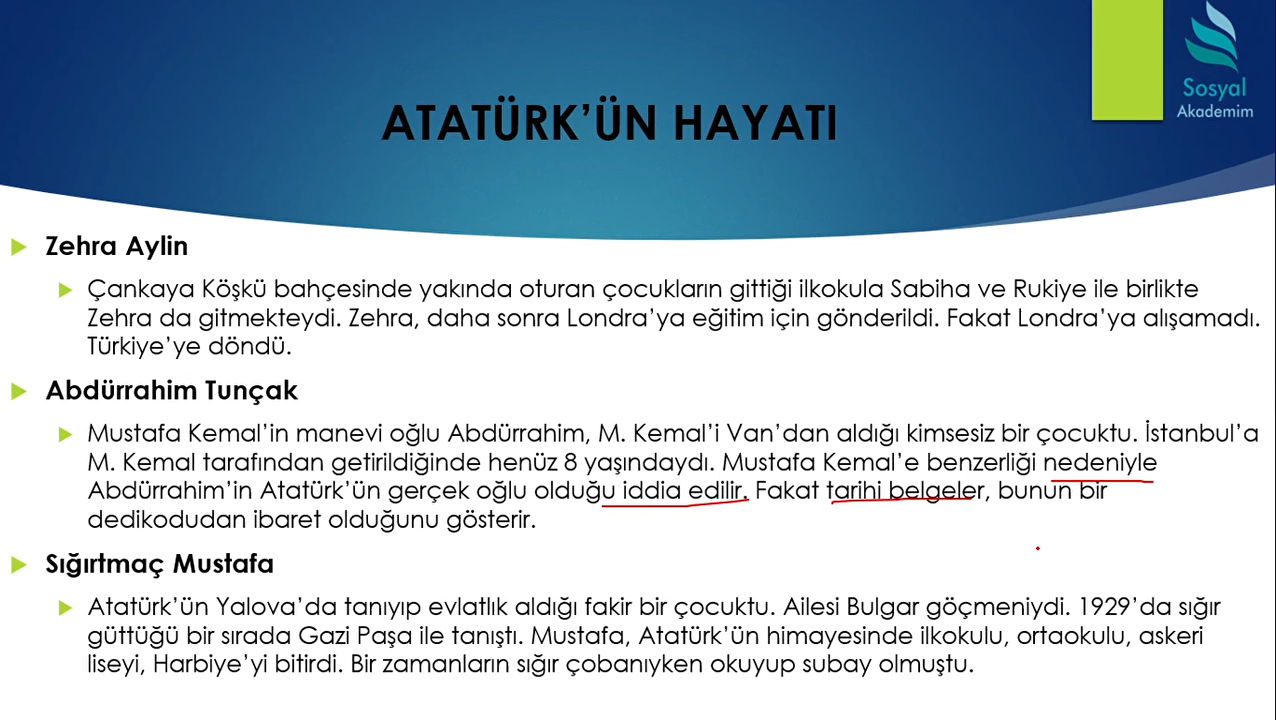 Sosyal
Akademim
ATATÜRK’ÜN HAYATI
Zehra Aylin
Çankaya Köşkü bahçesinde yakında oturan çocukların gittiği ilkokula Sabiha ve Rukiye ile birlikte
Zehra da gitmekteydi. Zehra, daha sonra Londra’ya eğitim için gönderildi. Fakat Londra’ya alışamadı.
Türkiye’ye döndü.
Abdürrahim Tunçak
Mustafa Kemal’in manevi oğlu Abdürrahim, M. Kemal’i Van’dan aldığı kimsesiz bir çocuktu. İstanbul’a
M. Kemal tarafından getirildiğinde henüz 8 yaşındaydı. Mustafa Kemal’e benzerliği nedeniyle
Abdürrahim’in Atatürk’ün gerçek oğlu olduğu iddia edilir. Fakat tarihi belgeler, bunun bir
dedikodudan ibaret olduğunu gösterir.
Sığırtmaç Mustafa
Atatürk’ün Yalova’da tanıyıp evlatlık aldığı fakir bir çocuktu. Ailesi Bulgar göçmeniydi. 1929’da sığır
güttüğü bir sırada Gazi Paşa ile tanıştı. Mustafa, Atatürk’ün himayesinde ilkokulu, ortaokulu, askeri
liseyi, Harbiye’yi bitirdi. Bir zamanların sığır çobanıyken okuyup subay olmuştu.